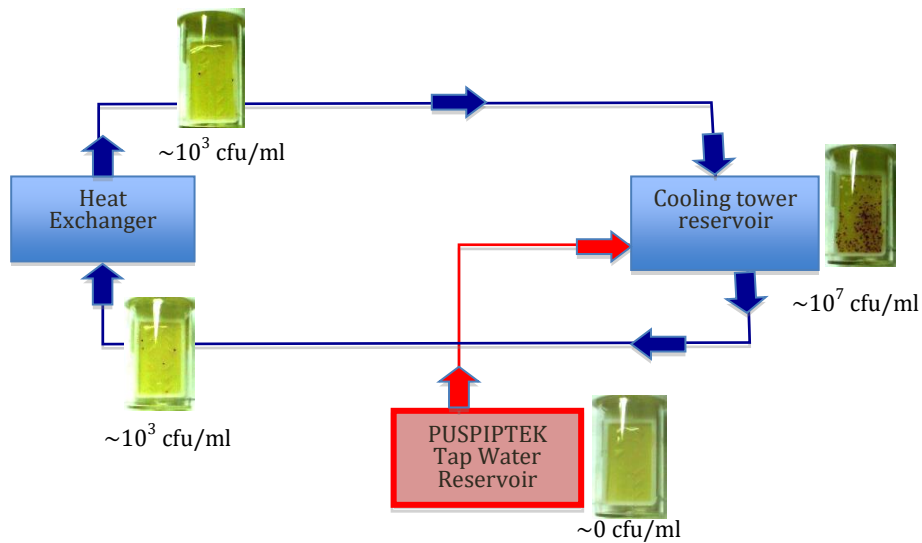 ~10³ cfu/ml
Heat
Exchanger
Cooling tower
reservoir
~10⁷ cfu/ml
~10³ cfu/ml
PUSPIPTEK
Tap Water
Reservoir
~0 cfu/ml